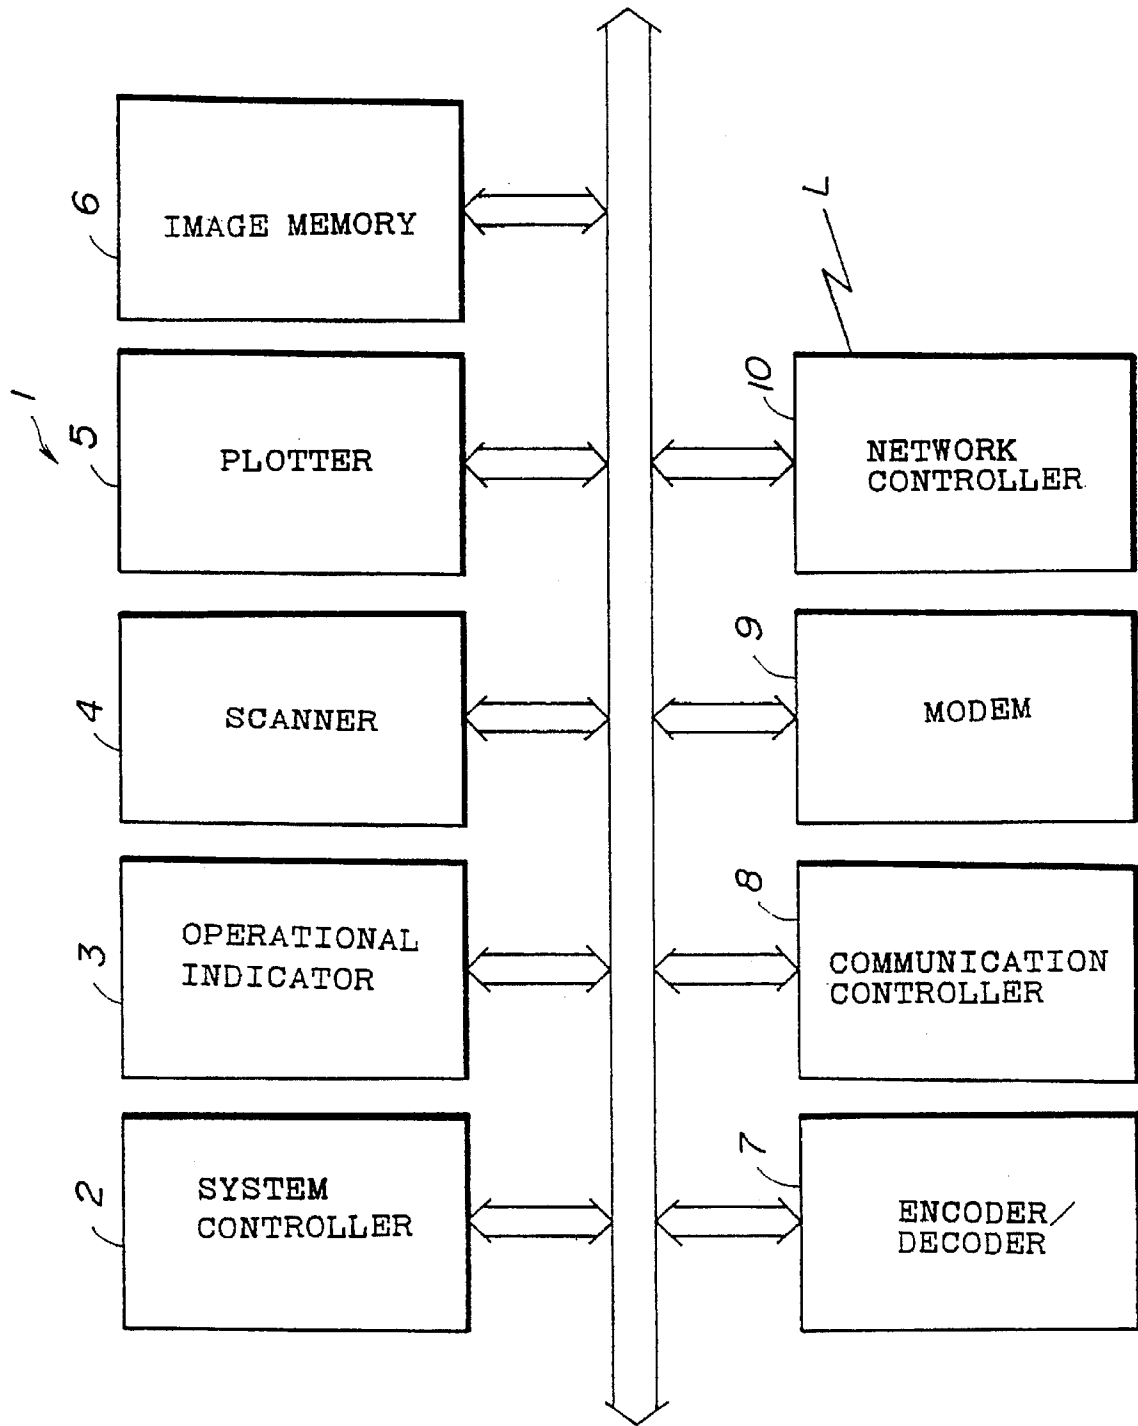 1
6
IMAGE MEMORY
5
PLOTTER
4
SCANNER
3
OPERATIONAL
INDICATOR
2
SYSTEM
CONTROLLER
L
10
NETWORK
CONTROLLER
9
MODEM
8
COMMUNICATION
CONTROLLER
7
ENCODER/
DECODER